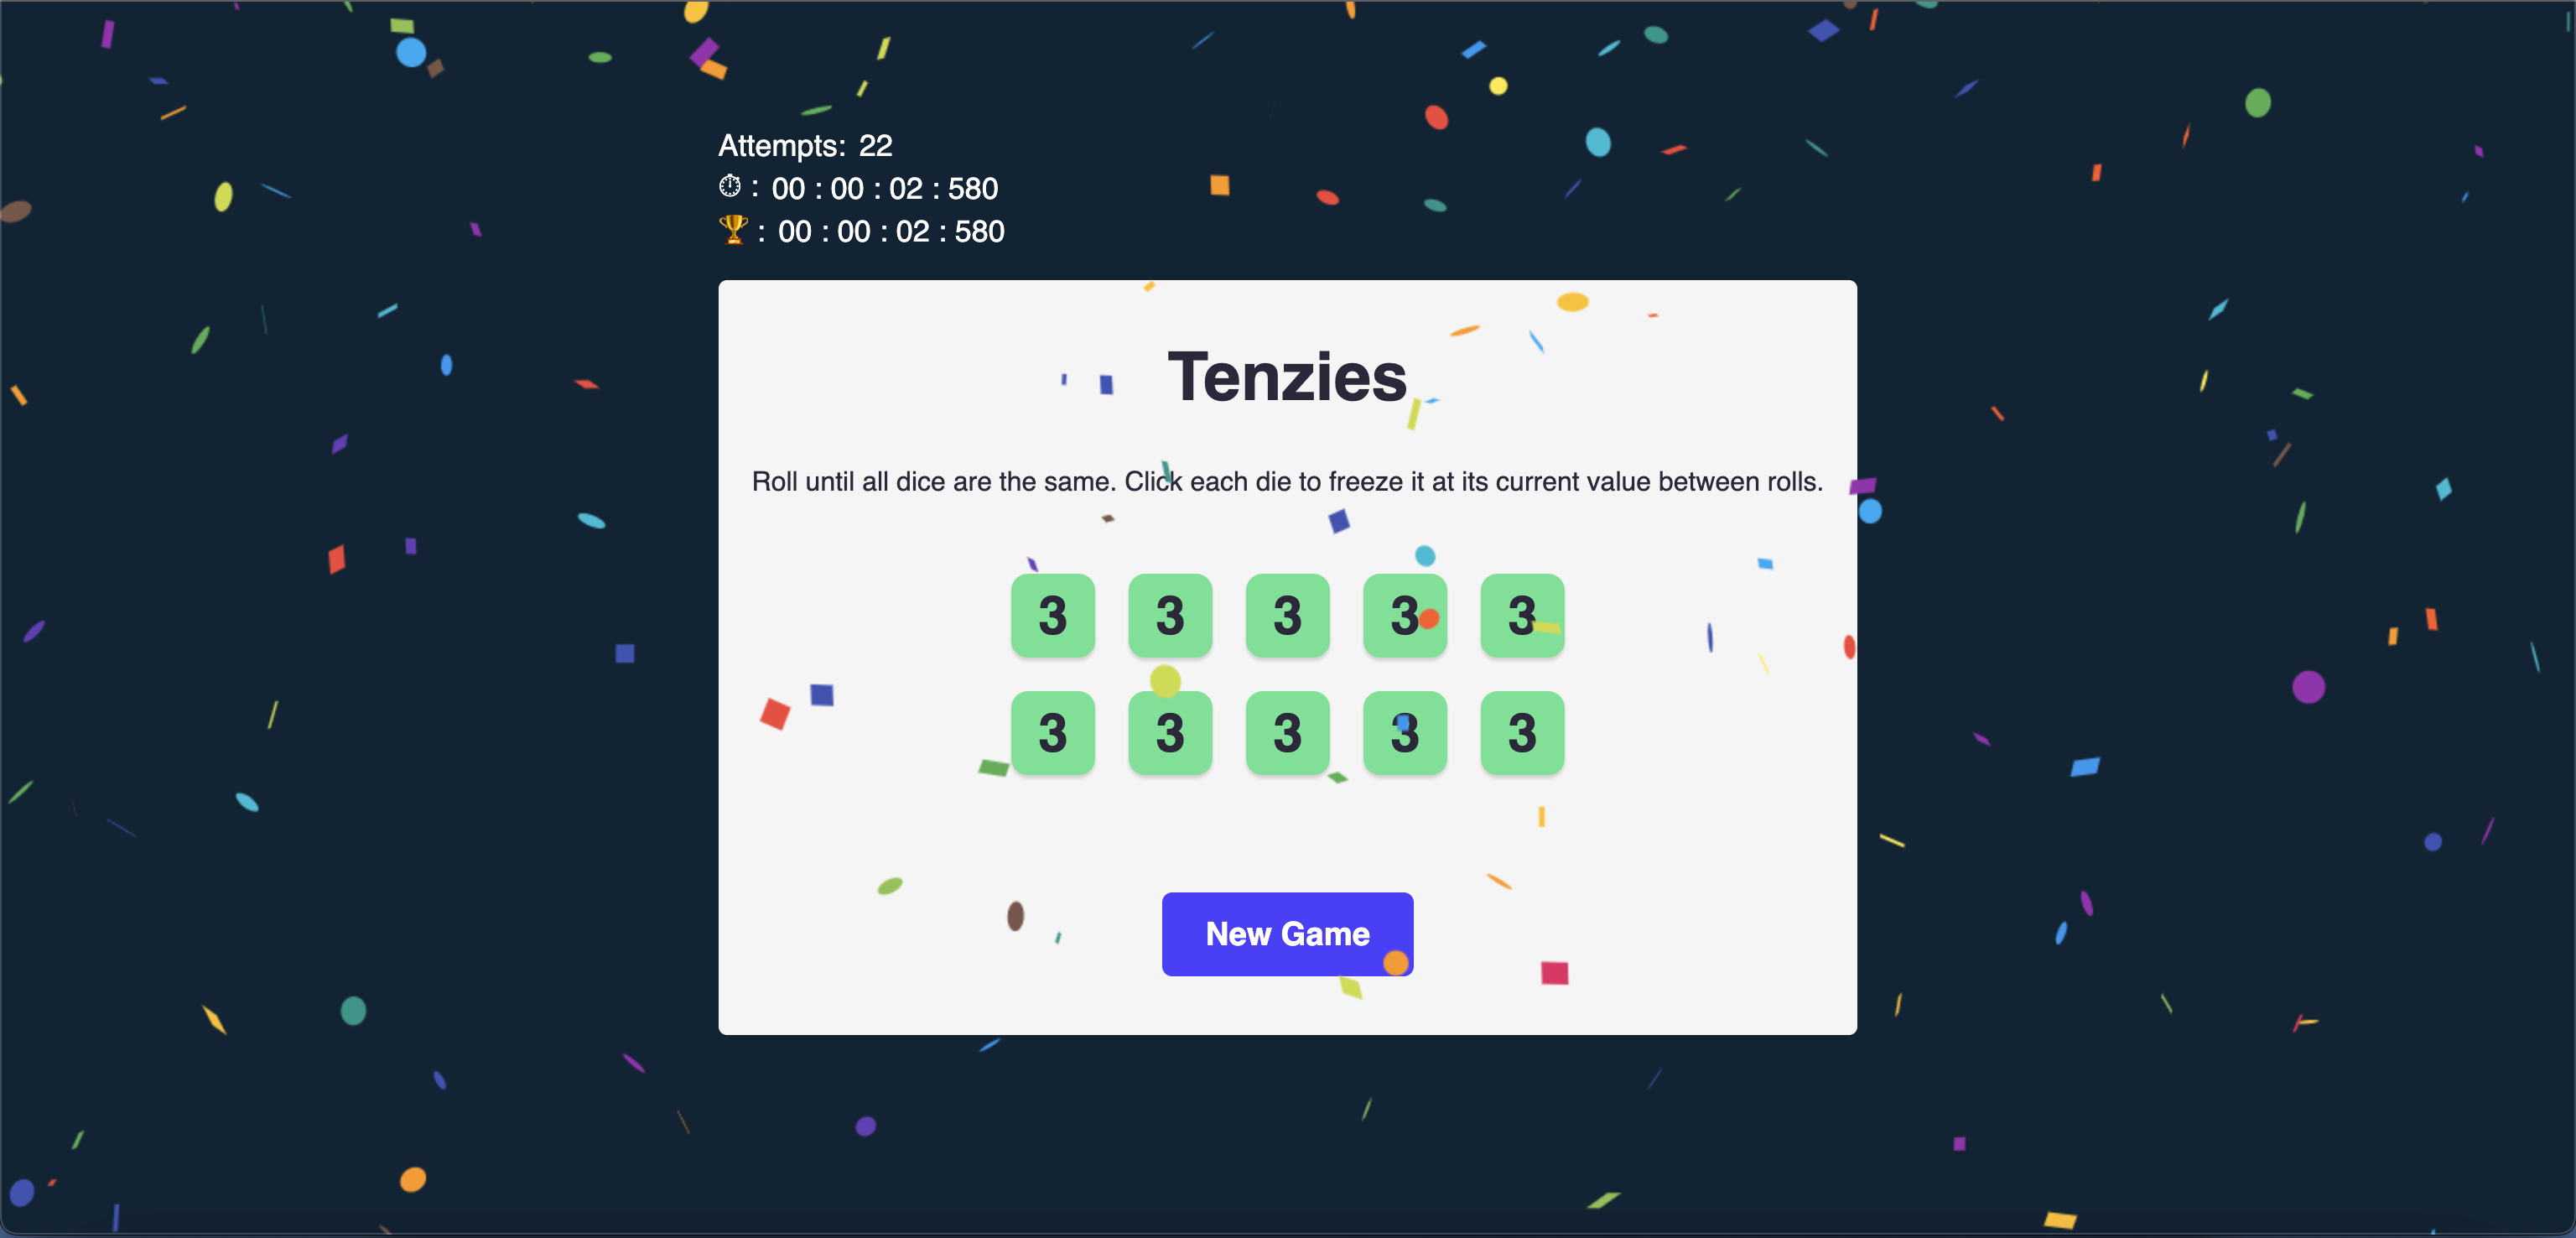 Attempts: 22
⏱ : 00 : 00 : 02 : 580
🏆 : 00 : 00 : 02 : 580
Tenzies
Roll until all dice are the same. Click each die to freeze it at its current value between rolls.
3 3 3 3 3
3 3 3 3 3
New Game